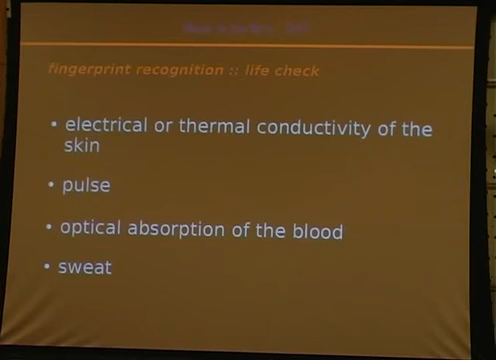 fingerprint recognition :: life check
• electrical or thermal conductivity of the
skin
• pulse
• optical absorption of the blood
• sweat